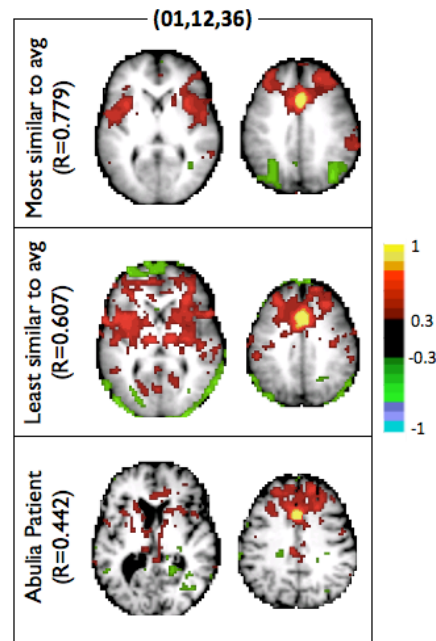 (01,12,36)
Most similar to avg
(R=0.779)
Least similar to avg
(R=0.607)
Abulia Patient
(R=0.442)
1
0.3
-0.3
-1